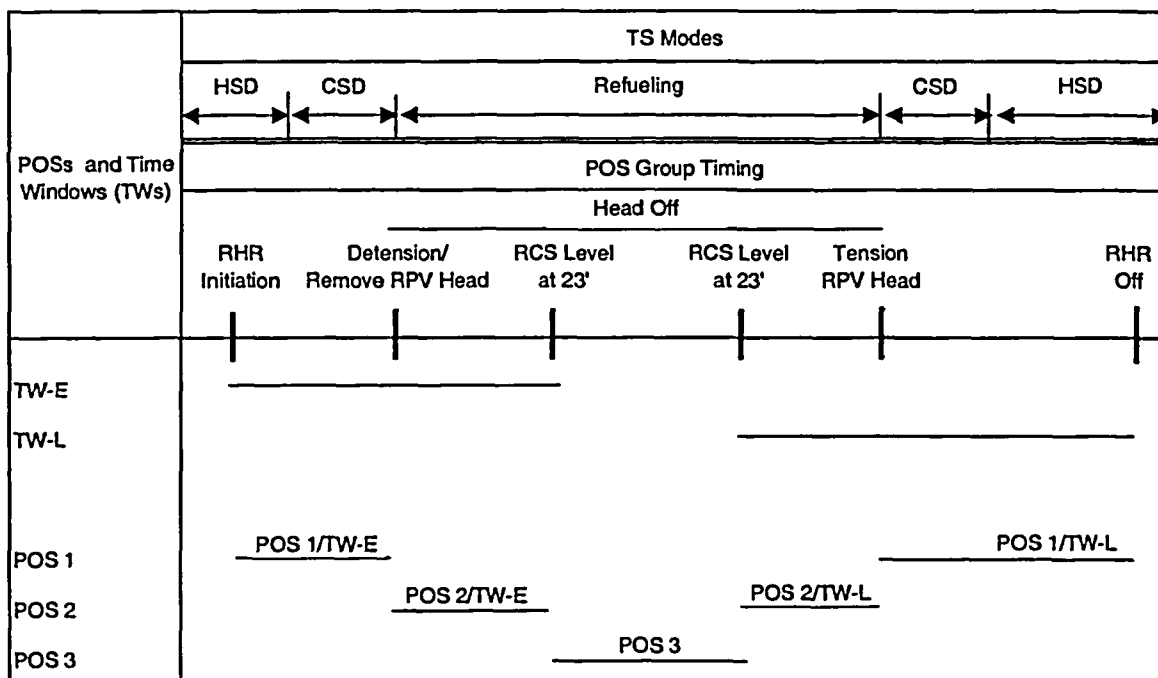 TS Modes
HSD CSD Refueling CSD HSD
POSs and Time
Windows (TWs)
POS Group Timing
Head Off
RHR
Initiation
Detension/
Remove RPV Head
RCS Level
at 23'
RCS Level
at 23'
Tension
RPV Head
RHR
Off
TW-E
TW-L
POS 1 POS 1/TW-E POS 1/TW-L
POS 2 POS 2/TW-E POS 2/TW-L
POS 3 POS 3